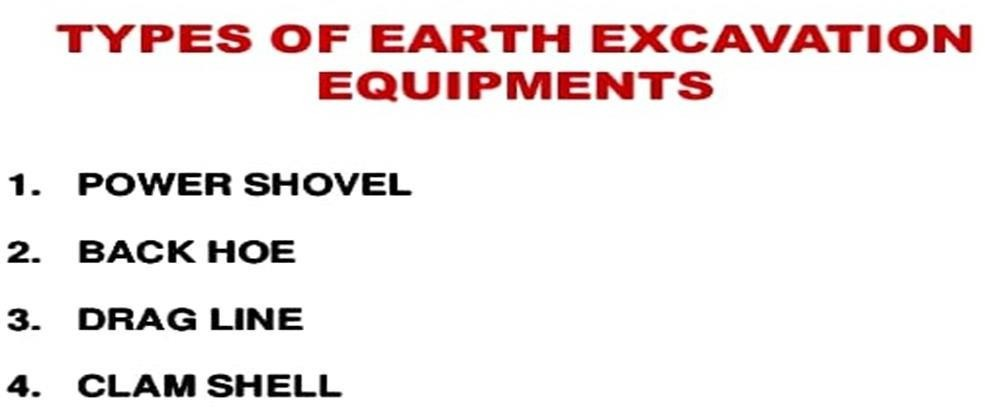 TYPES OF EARTH EXCAVATION
EQUIPMENTS
1. POWER SHOVEL
2. BACK HOE
3. DRAG LINE
4. CLAM SHELL